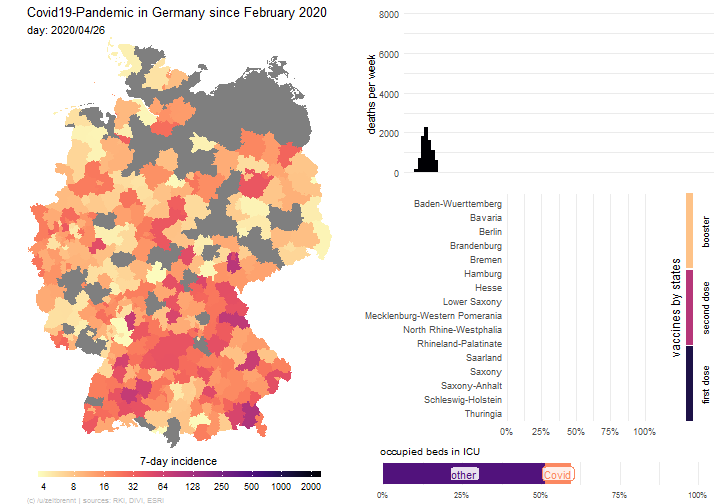 Covid19-Pandemic in Germany since February 2020
day: 2020/04/26
7-day incidence
4 8 16 32 64 125 250 500 1000 2000
(c) /u/zeitbrennt | sources: RKI, DIVI, ESRI
deaths per week
8000
6000
4000
2000
0
Baden-Wuerttemberg
Bavaria
Berlin
Brandenburg
Bremen
Hamburg
Hesse
Lower Saxony
Mecklenburg-Western Pomerania
North Rhine-Westphalia
Rhineland-Palatinate
Saarland
Saxony
Saxony-Anhalt
Schleswig-Holstein
Thuringia
0% 25% 50% 75% 100%
vaccines by states
booster
second dose
first dose
occupied beds in ICU
other Covid
0% 25% 50% 75% 100%